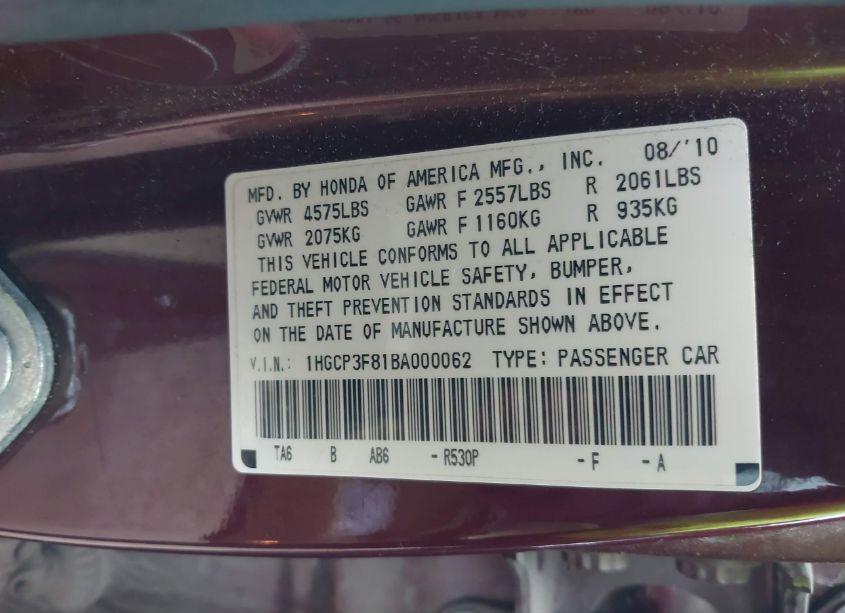 MFD. BY HONDA OF AMERICA MFG., INC. 08/'10
GVWR 4575LBS GAWR F 2557LBS R 2061LBS
GVWR 2075KG GAWR F 1160KG R 935KG
THIS VEHICLE CONFORMS TO ALL APPLICABLE
FEDERAL MOTOR VEHICLE SAFETY, BUMPER,
AND THEFT PREVENTION STANDARDS IN EFFECT
ON THE DATE OF MANUFACTURE SHOWN ABOVE.
V.I.N.: 1HGCP3F81BA000062 TYPE: PASSENGER CAR
TA6 B AB6 - R530P - F - A